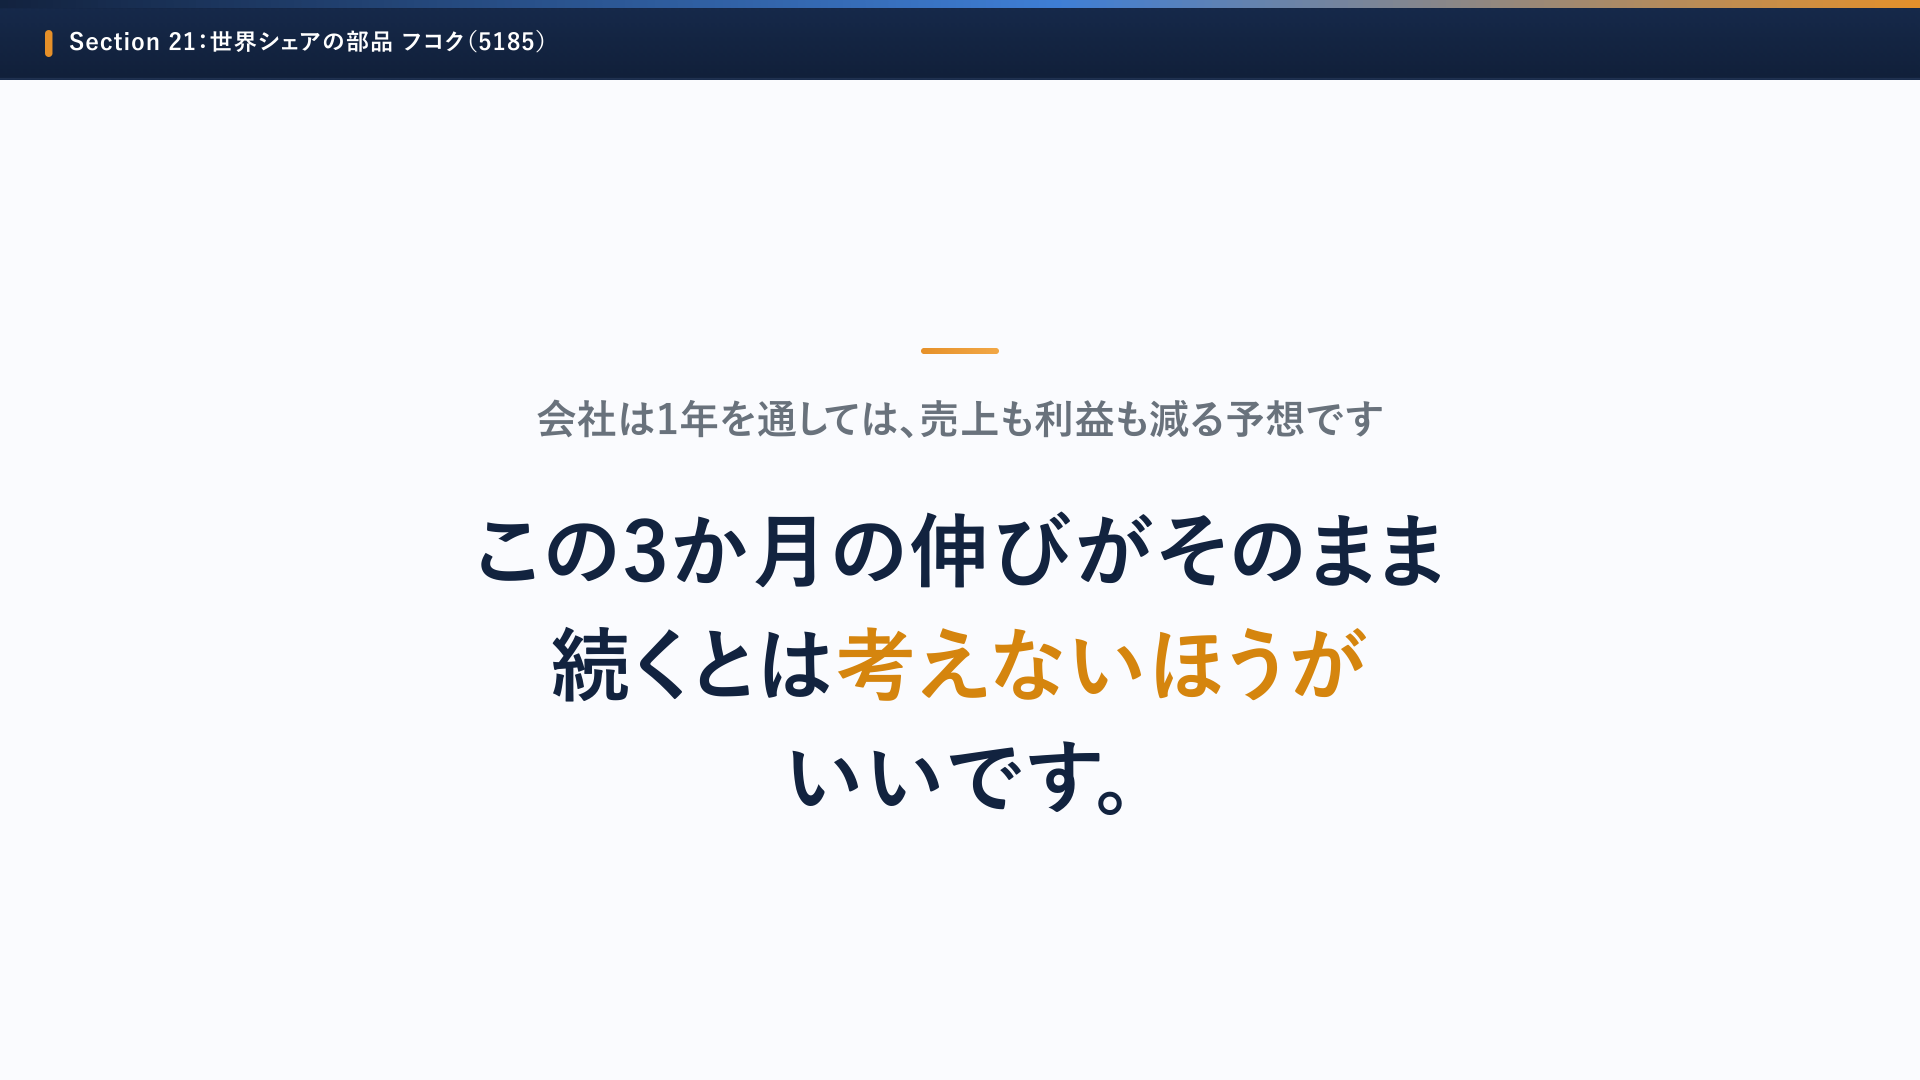 Section 21：世界シェアの部品 フコク（5185）
会社は1年を通しては、売上も利益も減る予想です
この3か月の伸びがそのまま
続くとは考えないほうが
いいです。